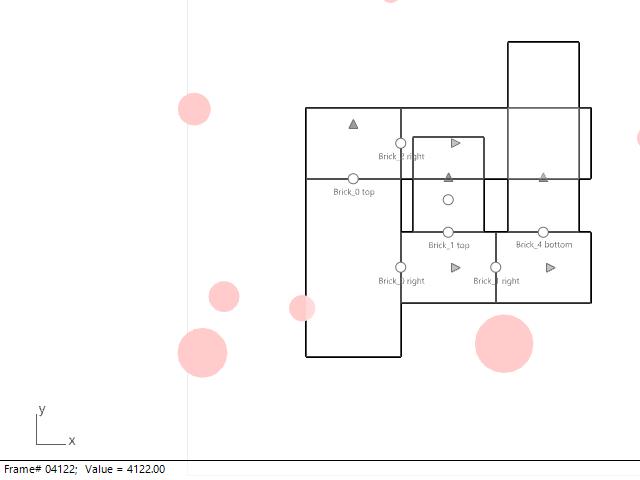 Brick_2 right
Brick_0 top
Brick_1 top
Brick_4 bottom
Brick_0 right
Brick_1 right
y
x
Frame# 04122; Value = 4122.00